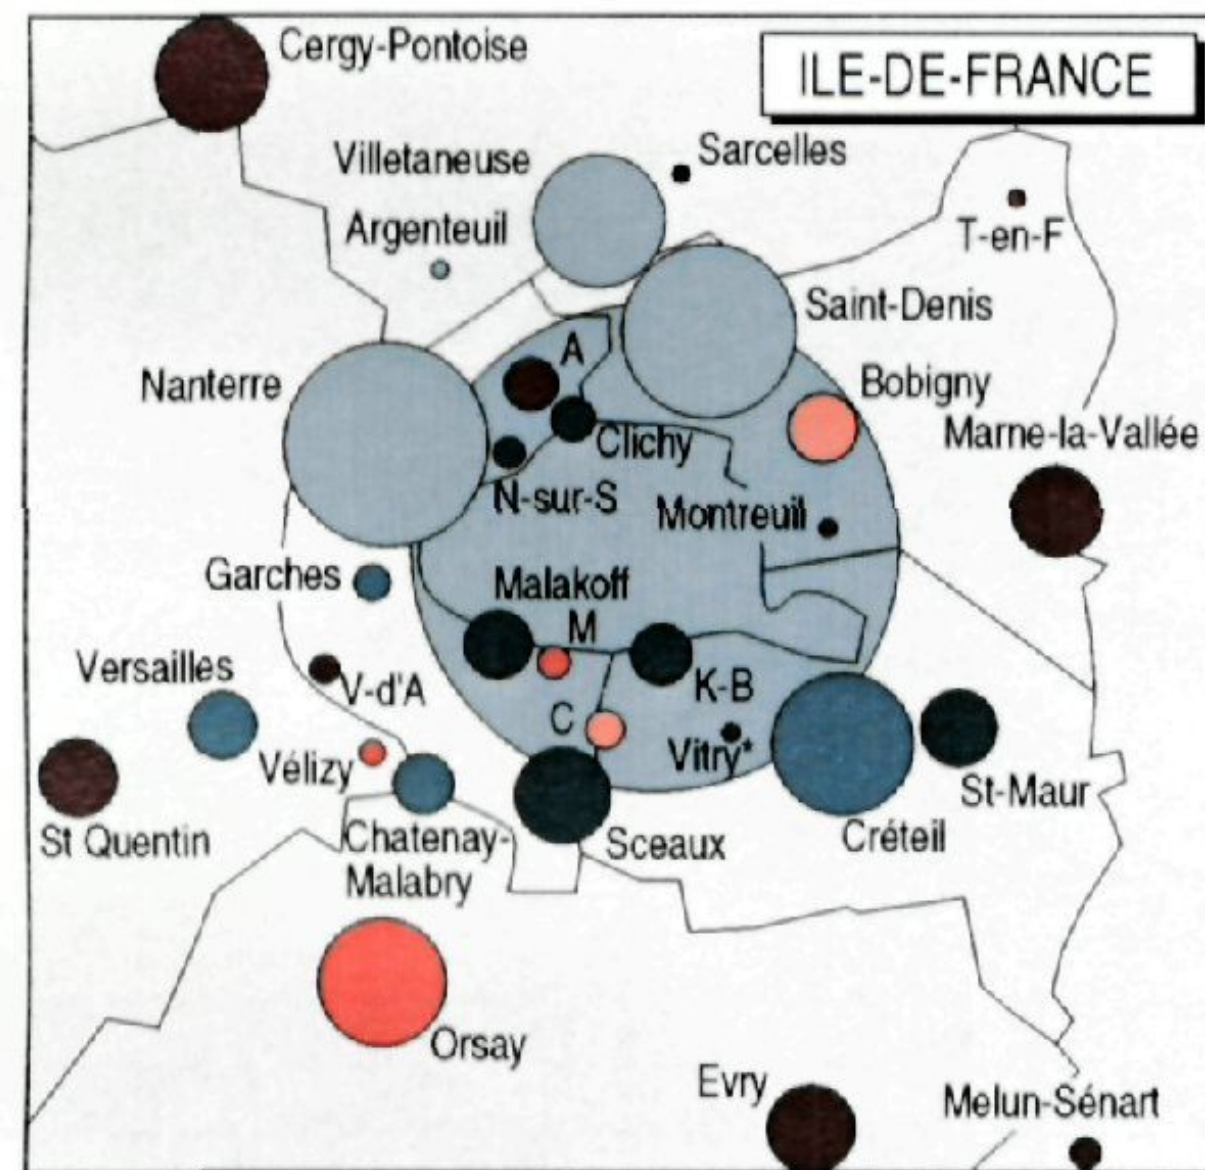 Cergy-Pontoise
ILE-DE-FRANCE
Villetaneuse
Sarcelles
Argenteuil
T-en-F
Saint-Denis
Nanterre
A
Bobigny
Clichy
Marne-la-Vallée
N-sur-S
Montreuil
Garches
Malakoff
M
Versailles
V-d'A
K-B
C
Vélizy
Vitry*
St-Maur
St Quentin
Chatenay-
Malabry
Sceaux
Créteil
Orsay
Evry
Melun-Sénart